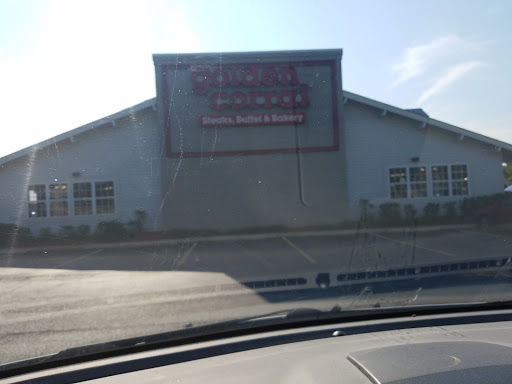 golden
corral
Steaks, Buffet & Bakery